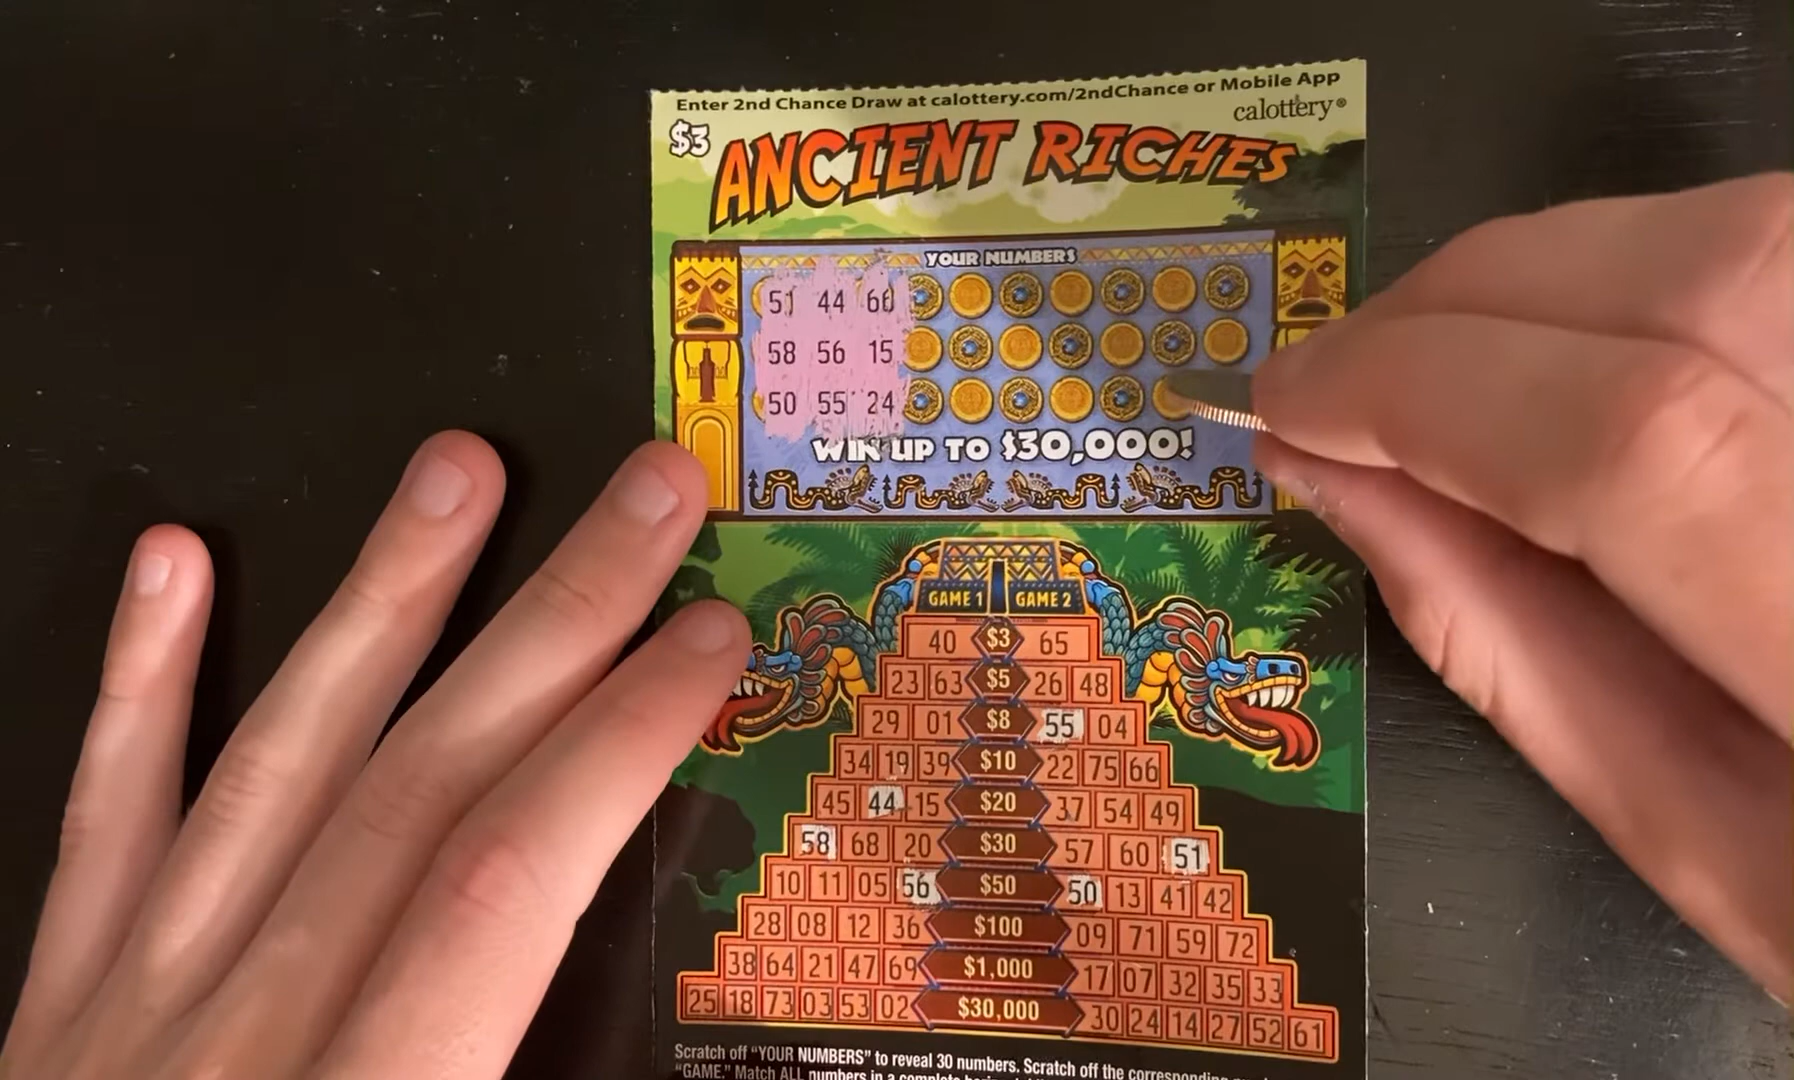 Enter 2nd Chance Draw at calottery.com/2ndChance or Mobile App
calottery®
$3
ANCIENT RICHES
YOUR NUMBERS
51 44 66
58 56 15
50 55 24
WIN UP TO $30,000!
GAME 1 GAME 2
40 $3 65
23 63 $5 26 48
29 01 $8 55 04
34 19 39 $10 22 75 66
45 44 15 $20 37 54 49
58 68 20 $30 57 60 51
10 11 05 56 $50 50 13 41 42
28 08 12 36 $100 09 71 59 72
38 64 21 47 69 $1,000 17 07 32 35 33
25 18 73 03 53 02 $30,000 30 24 14 27 52 61
Scratch off "YOUR NUMBERS" to reveal 30 numbers. Scratch off the corresponding
"GAME." Match ALL numbers in a complete